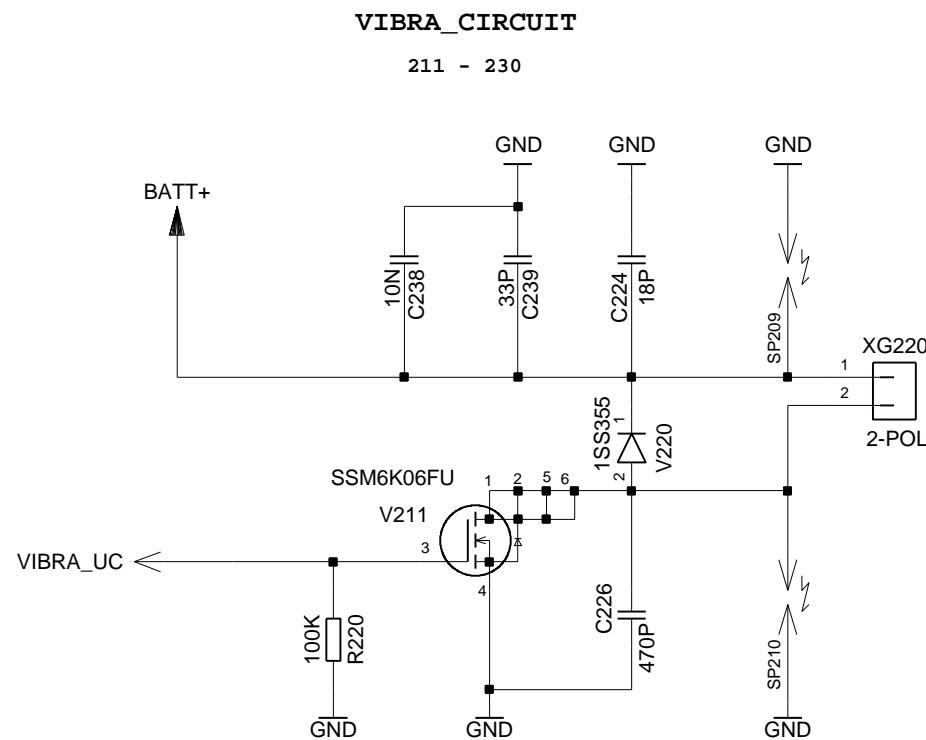 VIBRA_CIRCUIT
211 - 230
GND
GND
GND
BATT+
10N
C238
33P
C239
C224
18P
SP209
XG220
1
2
2-POL
1SS355
1
2
V220
SSM6K06FU
1
2
5
6
V211
VIBRA_UC
3
4
C226
470P
100K
R220
SP210
GND
GND
GND